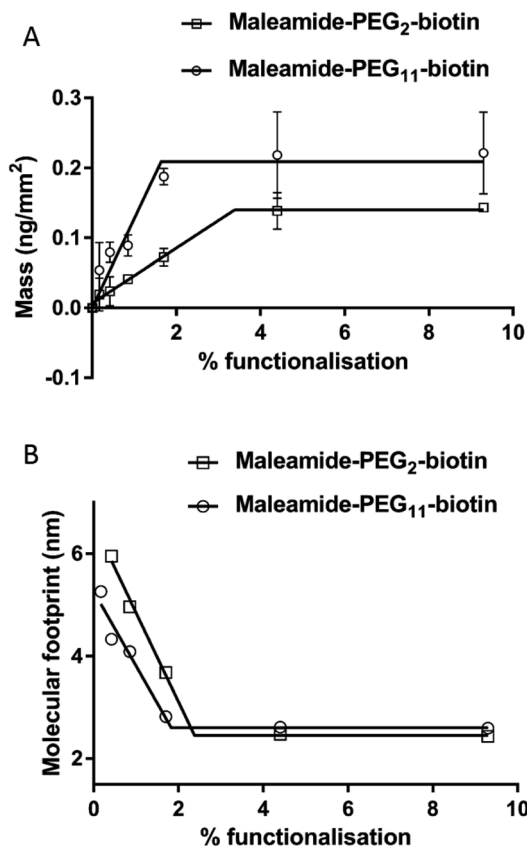 A
Maleamide-PEG2-biotin
Maleamide-PEG11-biotin
Mass (ng/mm2)
0.3
0.2
0.1
0.0
-0.1
0 2 4 6 8 10
% functionalisation
B
Maleamide-PEG2-biotin
Maleamide-PEG11-biotin
Molecular footprint (nm)
6
4
2
0 2 4 6 8 10
% functionalisation